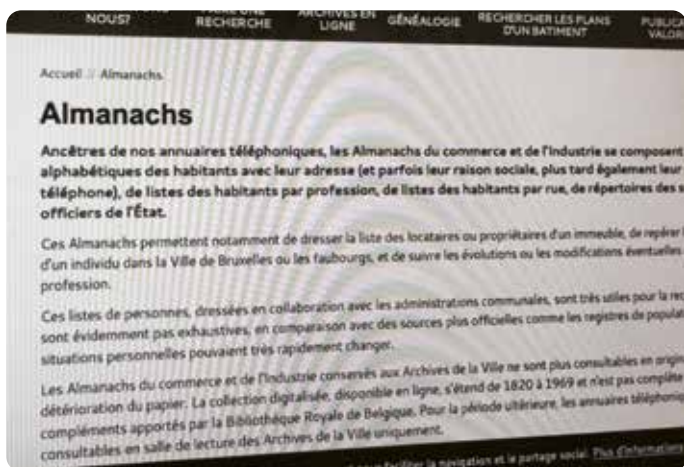 NOUS?
RECHERCHE
ARCHIVES EN
LIGNE
GÉNÉALOGIE
RECHERCHER LES PLANS
D'UN BATIMENT
Accueil // Almanachs
Almanachs
Ancêtres de nos annuaires téléphoniques, les Almanachs du commerce et de l'Industrie se composent
alphabétiques des habitants avec leur adresse (et parfois leur raison sociale, plus tard également leur
téléphone), de listes des habitants par profession, de listes des habitants par rue, de répertoires des
officiers de l'État.
Ces Almanachs permettent notamment de dresser la liste des locataires ou propriétaires d'un immeuble, de repérer
d'un individu dans la Ville de Bruxelles ou les faubourgs, et de suivre les évolutions ou les modifications éventuelles
profession.
Ces listes de personnes, dressées en collaboration avec les administrations communales, sont très utiles pour la
sont évidemment pas exhaustives, en comparaison avec des sources plus officielles comme les registres de
situations personnelles pouvaient très rapidement changer.
Les Almanachs du commerce et de l'Industrie conservés aux Archives de la Ville ne sont plus consultables en
détérioration du papier. La collection digitalisée, disponible en ligne, s'étend de 1820 à 1969 et n'est pas complète
compléments apportés par la Bibliothèque Royale de Belgique. Pour la période ultérieure, les annuaires
consultables en salle de lecture des Archives de la Ville uniquement.
faciliter la navigation et le partage social. Plus d'informations